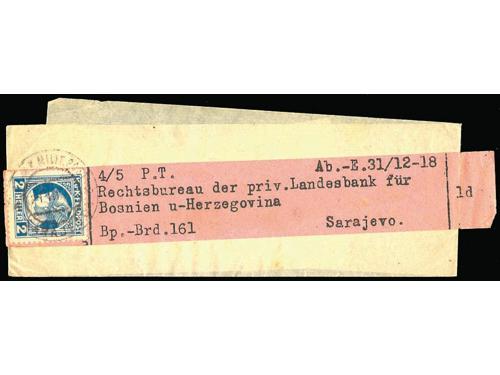 4/5 P.T. Ab.-E.31/12-18
Rechtsbureau der priv.Landesbank für
Bosnien u-Herzegovina
Bp.-Brd.161 Sarajevo.
1d
2 HELLER 2
K.u.K.FELDPOST